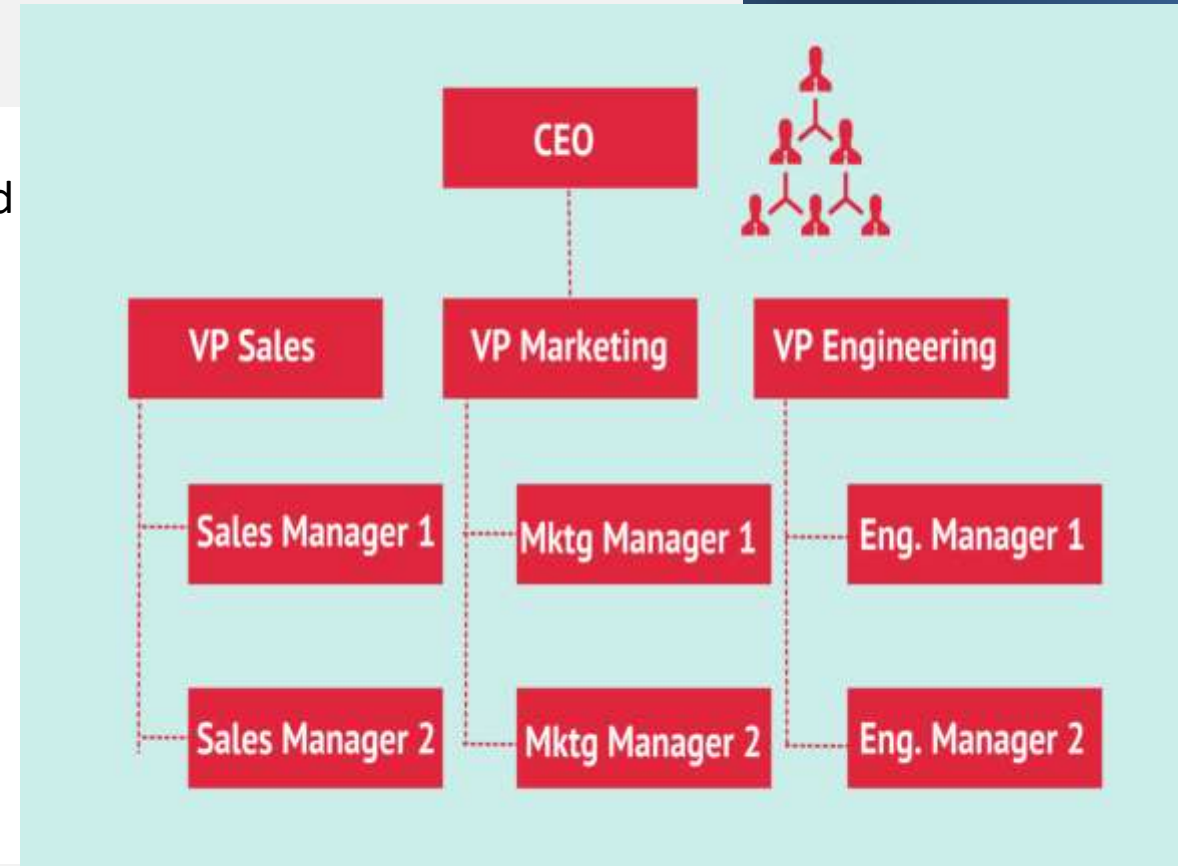 CEO
VP Sales
VP Marketing
VP Engineering
Sales Manager 1
Mktg Manager 1
Eng. Manager 1
Sales Manager 2
Mktg Manager 2
Eng. Manager 2